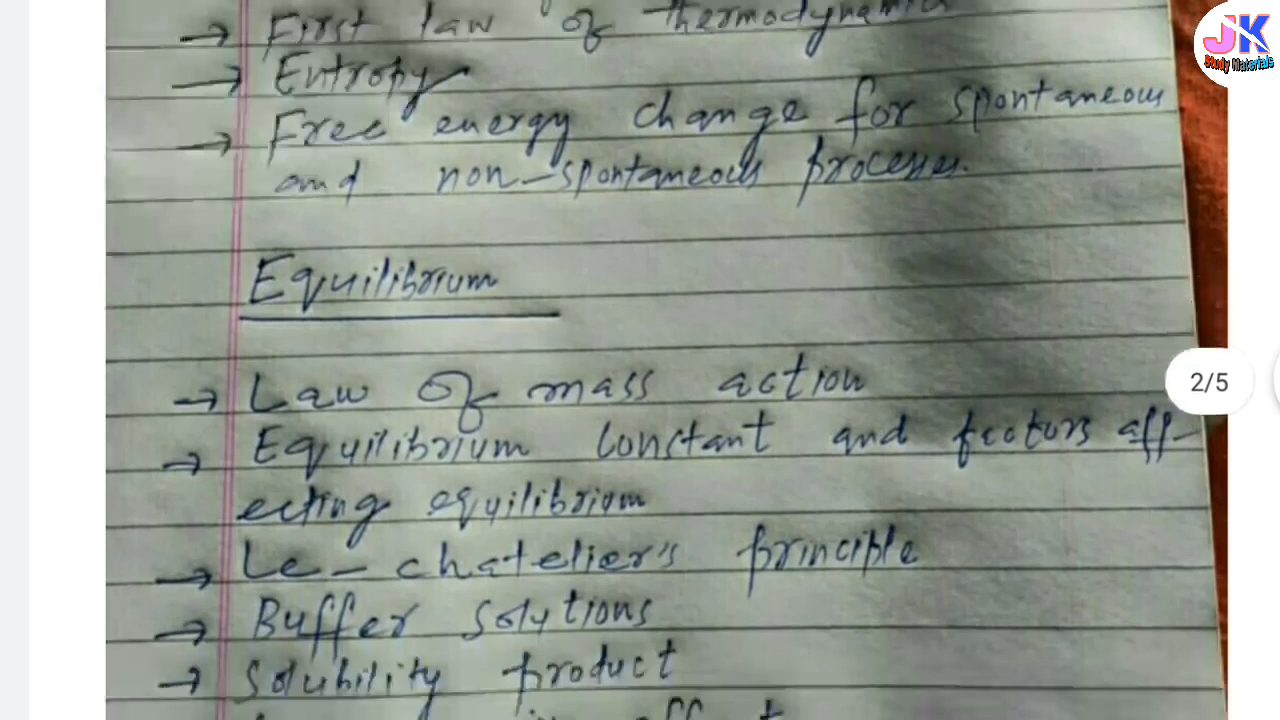 JK
Study Materials
→ First law of thermodynamics
→ Entropy
→ Free energy change for spontaneous
and non-spontaneous processes.
Equilibrium
→ Law of mass action
→ Equilibrium constant and factors aff-
ecting equilibrium
2/5
→ Le-chatelier's principle
→ Buffer solutions
→ Solubility product
effect